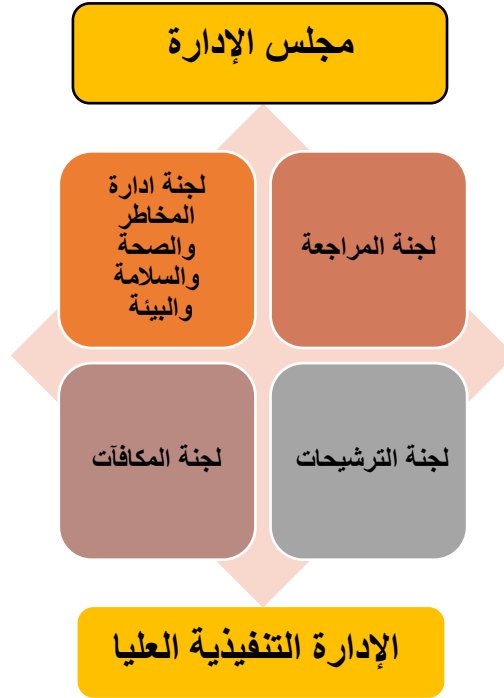 مجلس الإدارة
لجنة المراجعة
لجنة ادارة
المخاطر
والصحة
والسلامة
والبيئة
لجنة الترشيحات
لجنة المكافآت
الإدارة التنفيذية العليا